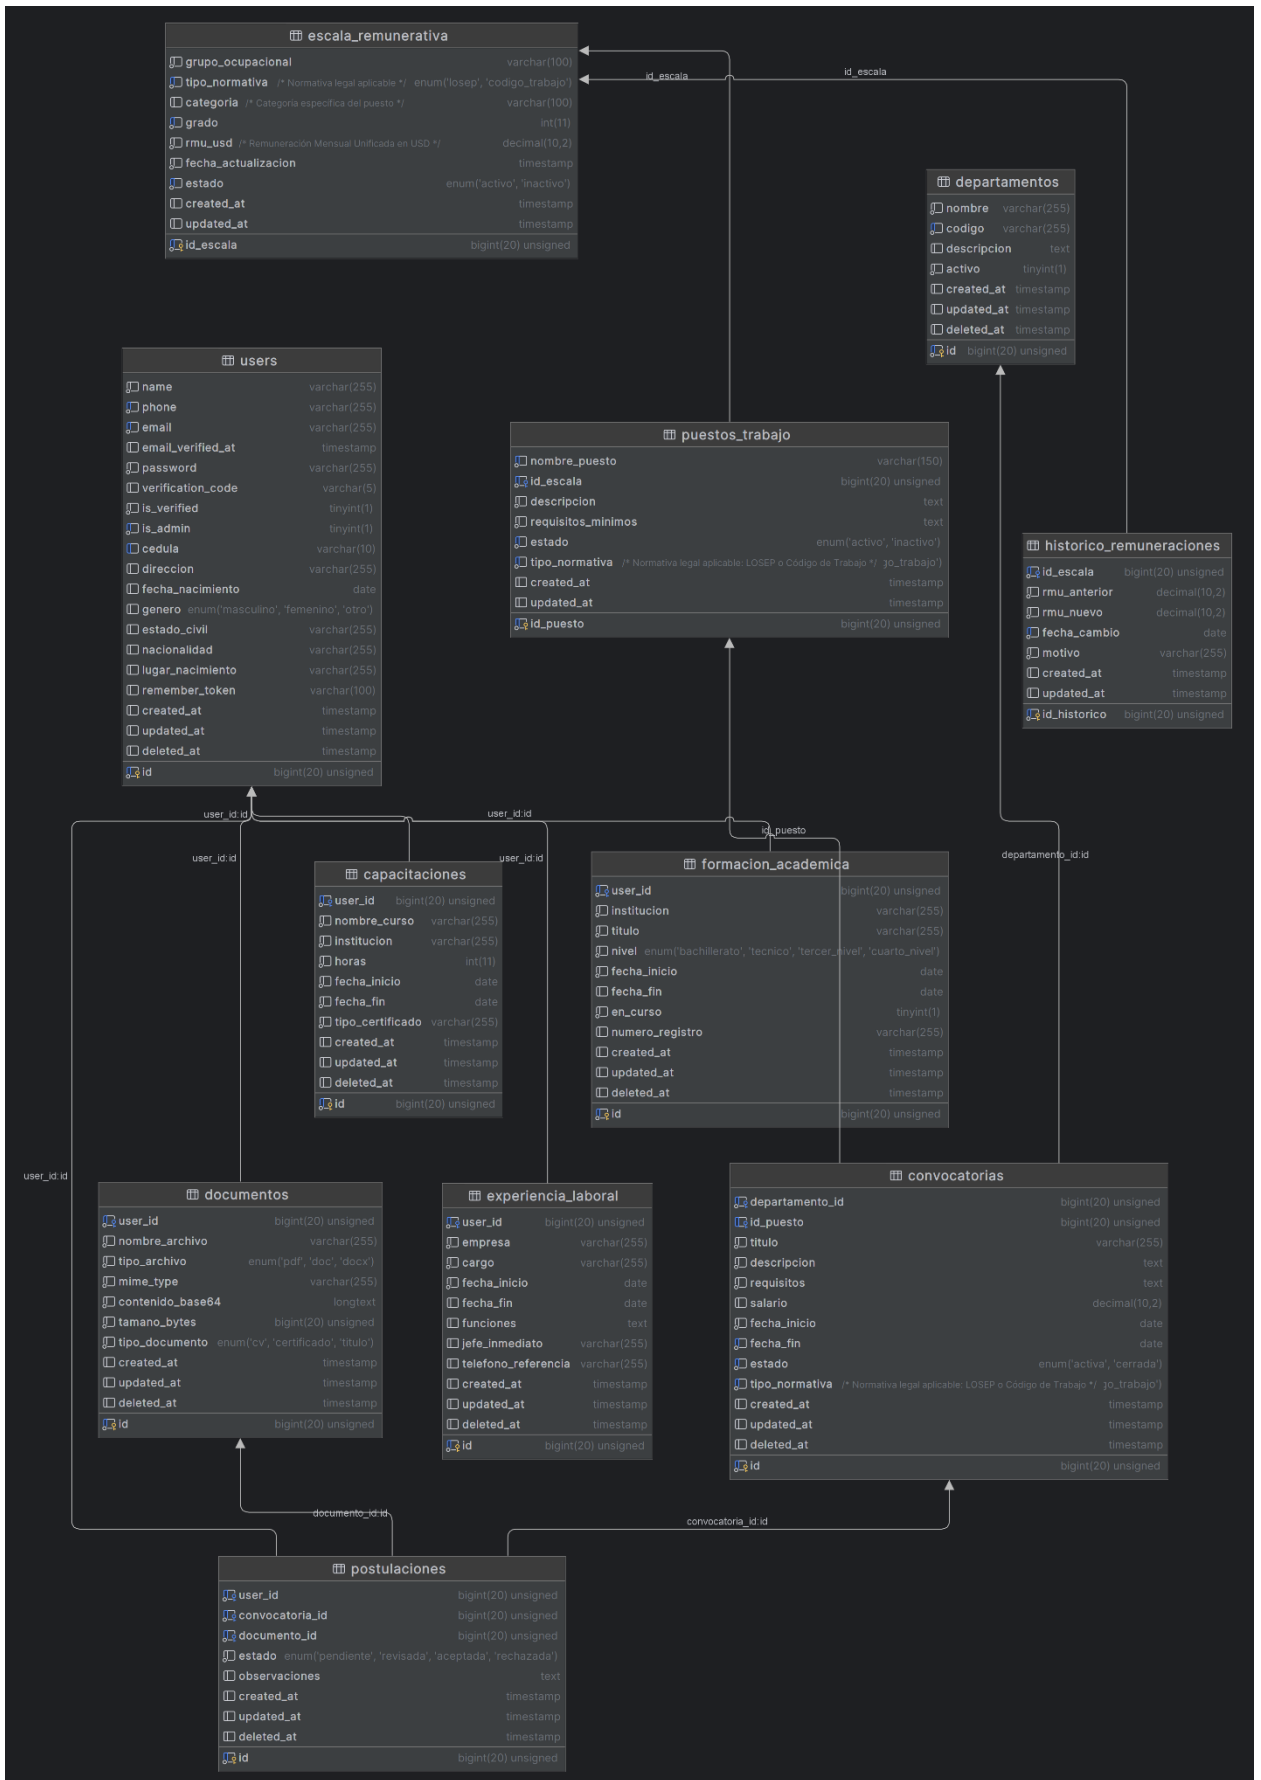 escala_remunerativa
grupo_ocupacional varchar(100)
tipo_normativa /* Normativa legal aplicable */ enum('losep', 'codigo_trabajo')
categoria /* Categoría específica del puesto */ varchar(100)
grado int(11)
rmu_usd /* Remuneración Mensual Unificada en USD */ decimal(10,2)
fecha_actualizacion timestamp
estado enum('activo', 'inactivo')
created_at timestamp
updated_at timestamp
id_escala bigint(20) unsigned
id_escala
id_escala
departamentos
nombre varchar(255)
codigo varchar(255)
descripcion text
activo tinyint(1)
created_at timestamp
updated_at timestamp
deleted_at timestamp
id bigint(20) unsigned
users
name varchar(255)
phone varchar(255)
email varchar(255)
email_verified_at timestamp
password varchar(255)
verification_code varchar(5)
is_verified tinyint(1)
is_admin tinyint(1)
cedula varchar(10)
direccion varchar(255)
fecha_nacimiento date
genero enum('masculino', 'femenino', 'otro')
estado_civil varchar(255)
nacionalidad varchar(255)
lugar_nacimiento varchar(255)
remember_token varchar(100)
created_at timestamp
updated_at timestamp
deleted_at timestamp
id bigint(20) unsigned
puestos_trabajo
nombre_puesto varchar(150)
id_escala bigint(20) unsigned
descripcion text
requisitos_minimos text
estado enum('activo', 'inactivo')
tipo_normativa /* Normativa legal aplicable: LOSEP o Código de Trabajo */ go_trabajo')
created_at timestamp
updated_at timestamp
id_puesto bigint(20) unsigned
historico_remuneraciones
id_escala bigint(20) unsigned
rmu_anterior decimal(10,2)
rmu_nuevo decimal(10,2)
fecha_cambio date
motivo varchar(255)
created_at timestamp
updated_at timestamp
id_historico bigint(20) unsigned
user_id:id
user_id:id
id_puesto
user_id:id
user_id:id
departamento_id:id
capacitaciones
user_id bigint(20) unsigned
nombre_curso varchar(255)
institucion varchar(255)
horas int(11)
fecha_inicio date
fecha_fin date
tipo_certificado varchar(255)
created_at timestamp
updated_at timestamp
deleted_at timestamp
id bigint(20) unsigned
formacion_academica
user_id bigint(20) unsigned
institucion varchar(255)
titulo varchar(255)
nivel enum('bachillerato', 'tecnico', 'tercer_nivel', 'cuarto_nivel')
fecha_inicio date
fecha_fin date
en_curso tinyint(1)
numero_registro varchar(255)
created_at timestamp
updated_at timestamp
deleted_at timestamp
id bigint(20) unsigned
user_id:id
documentos
user_id bigint(20) unsigned
nombre_archivo varchar(255)
tipo_archivo enum('pdf', 'doc', 'docx')
mime_type varchar(255)
contenido_base64 longtext
tamano_bytes bigint(20) unsigned
tipo_documento enum('cv', 'certificado', 'titulo')
created_at timestamp
updated_at timestamp
deleted_at timestamp
id bigint(20) unsigned
experiencia_laboral
user_id bigint(20) unsigned
empresa varchar(255)
cargo varchar(255)
fecha_inicio date
fecha_fin date
funciones text
jefe_inmediato varchar(255)
telefono_referencia varchar(255)
created_at timestamp
updated_at timestamp
deleted_at timestamp
id bigint(20) unsigned
convocatorias
departamento_id bigint(20) unsigned
id_puesto bigint(20) unsigned
titulo varchar(255)
descripcion text
requisitos text
salario decimal(10,2)
fecha_inicio date
fecha_fin date
estado enum('activa', 'cerrada')
tipo_normativa /* Normativa legal aplicable: LOSEP o Código de Trabajo */ go_trabajo')
created_at timestamp
updated_at timestamp
deleted_at timestamp
id bigint(20) unsigned
documento_id:id
convocatoria_id:id
postulaciones
user_id bigint(20) unsigned
convocatoria_id bigint(20) unsigned
documento_id bigint(20) unsigned
estado enum('pendiente', 'revisada', 'aceptada', 'rechazada')
observaciones text
created_at timestamp
updated_at timestamp
deleted_at timestamp
id bigint(20) unsigned